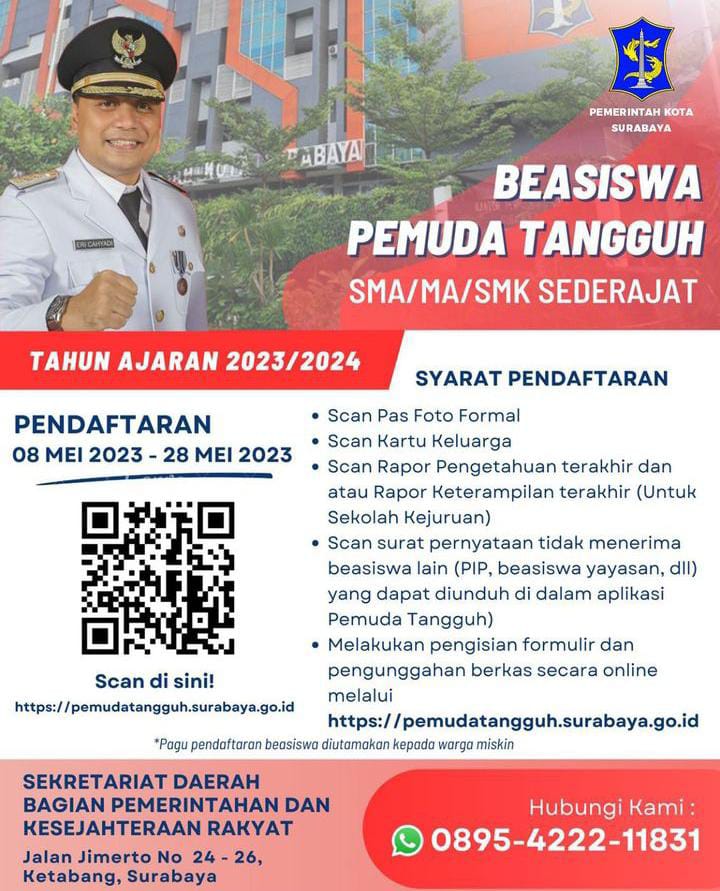 PEMERINTAH KOTA
SURABAYA
ABAYA
ERI CAHYADI
BEASISWA
PEMUDA TANGGUH
SMA/MA/SMK SEDERAJAT
TAHUN AJARAN 2023/2024
PENDAFTARAN
08 MEI 2023 - 28 MEI 2023
Scan di sini!
https://pemudatangguh.surabaya.go.id
SYARAT PENDAFTARAN
• Scan Pas Foto Formal
• Scan Kartu Keluarga
• Scan Rapor Pengetahuan terakhir dan
atau Rapor Keterampilan terakhir (Untuk
Sekolah Kejuruan)
• Scan surat pernyataan tidak menerima
beasiswa lain (PIP, beasiswa yayasan, dll)
yang dapat diunduh di dalam aplikasi
Pemuda Tangguh)
• Melakukan pengisian formulir dan
pengunggahan berkas secara online
melalui
https://pemudatangguh.surabaya.go.id
*Pagu pendaftaran beasiswa diutamakan kepada warga miskin
SEKRETARIAT DAERAH
BAGIAN PEMERINTAHAN DAN
KESEJAHTERAAN RAKYAT
Jalan Jimerto No 24 - 26,
Ketabang, Surabaya
Hubungi Kami :
0895-4222-11831